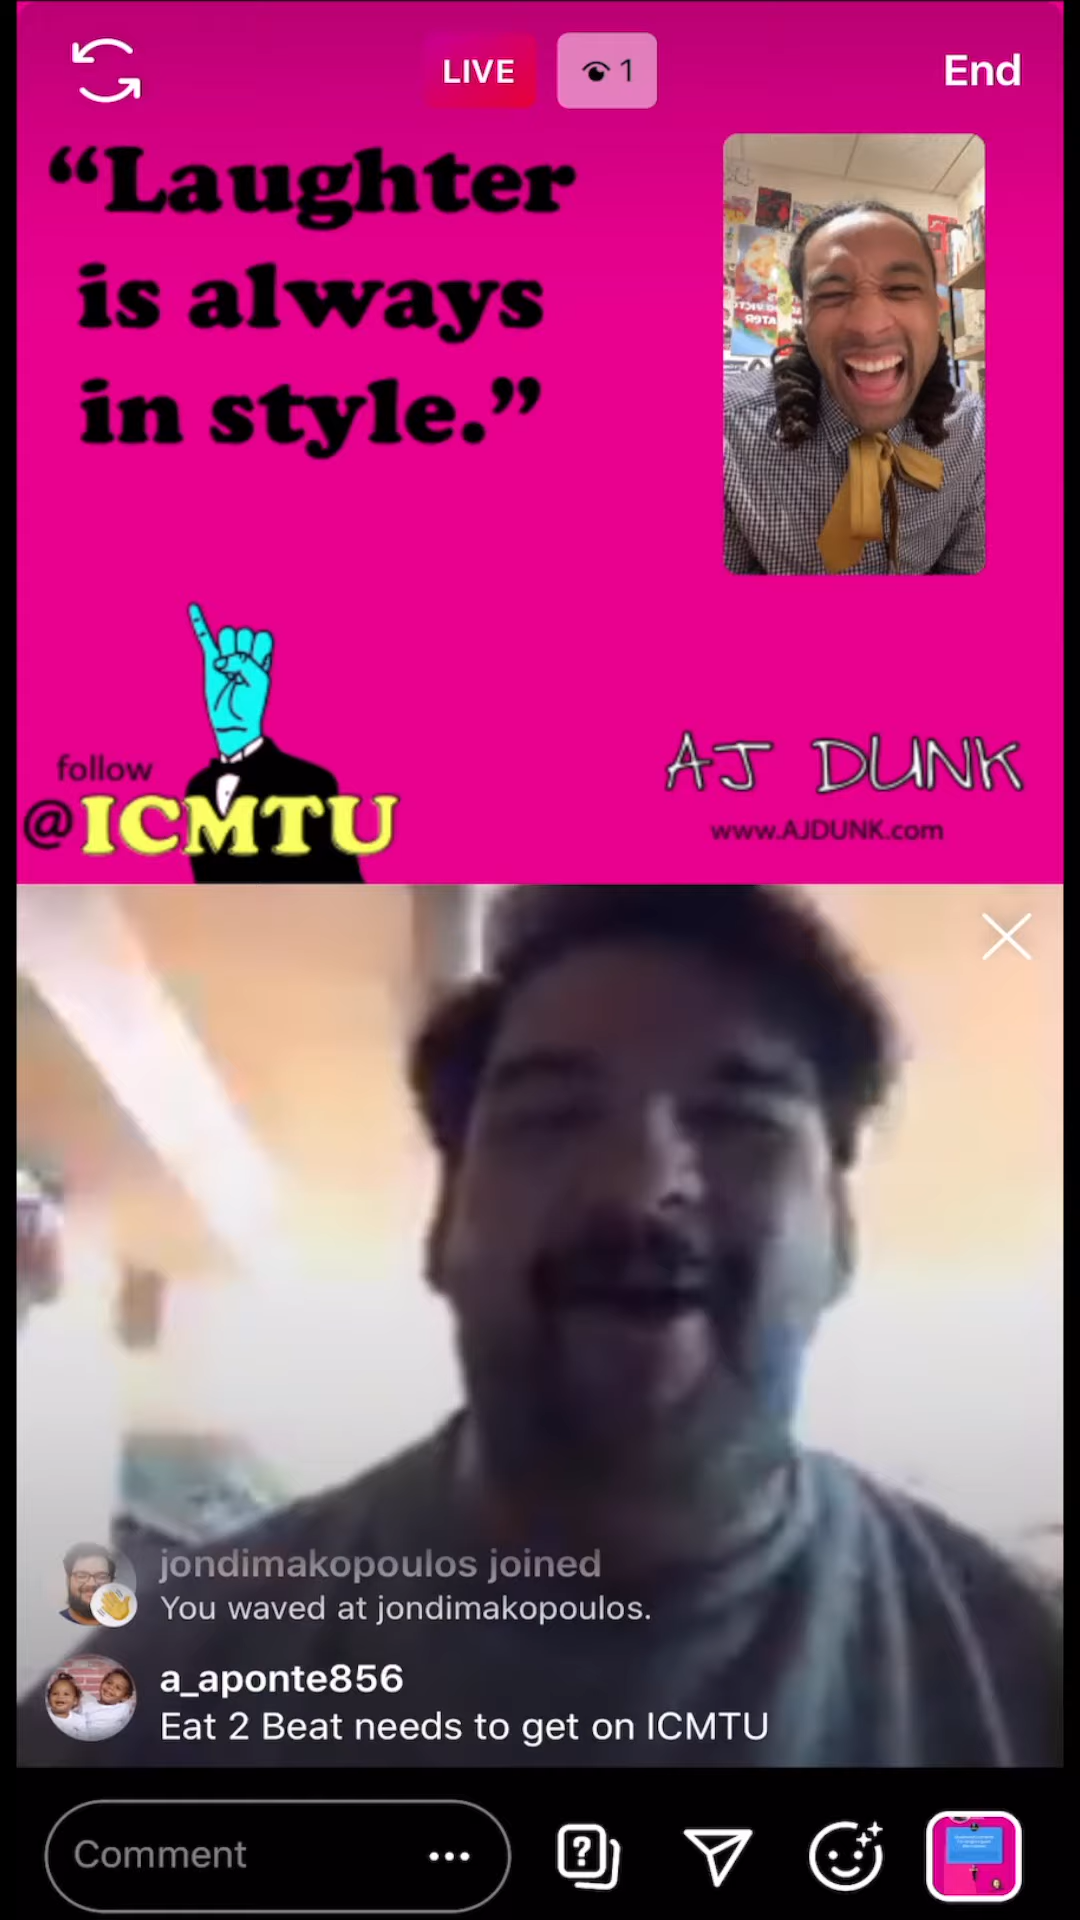 LIVE
1
End
“Laughter
is always
in style.”
follow
@ICMTU
AJ DUNK
www.AJDUNK.com
jondimakopoulos joined
You waved at jondimakopoulos.
a_aponte856
Eat 2 Beat needs to get on ICMTU
Comment